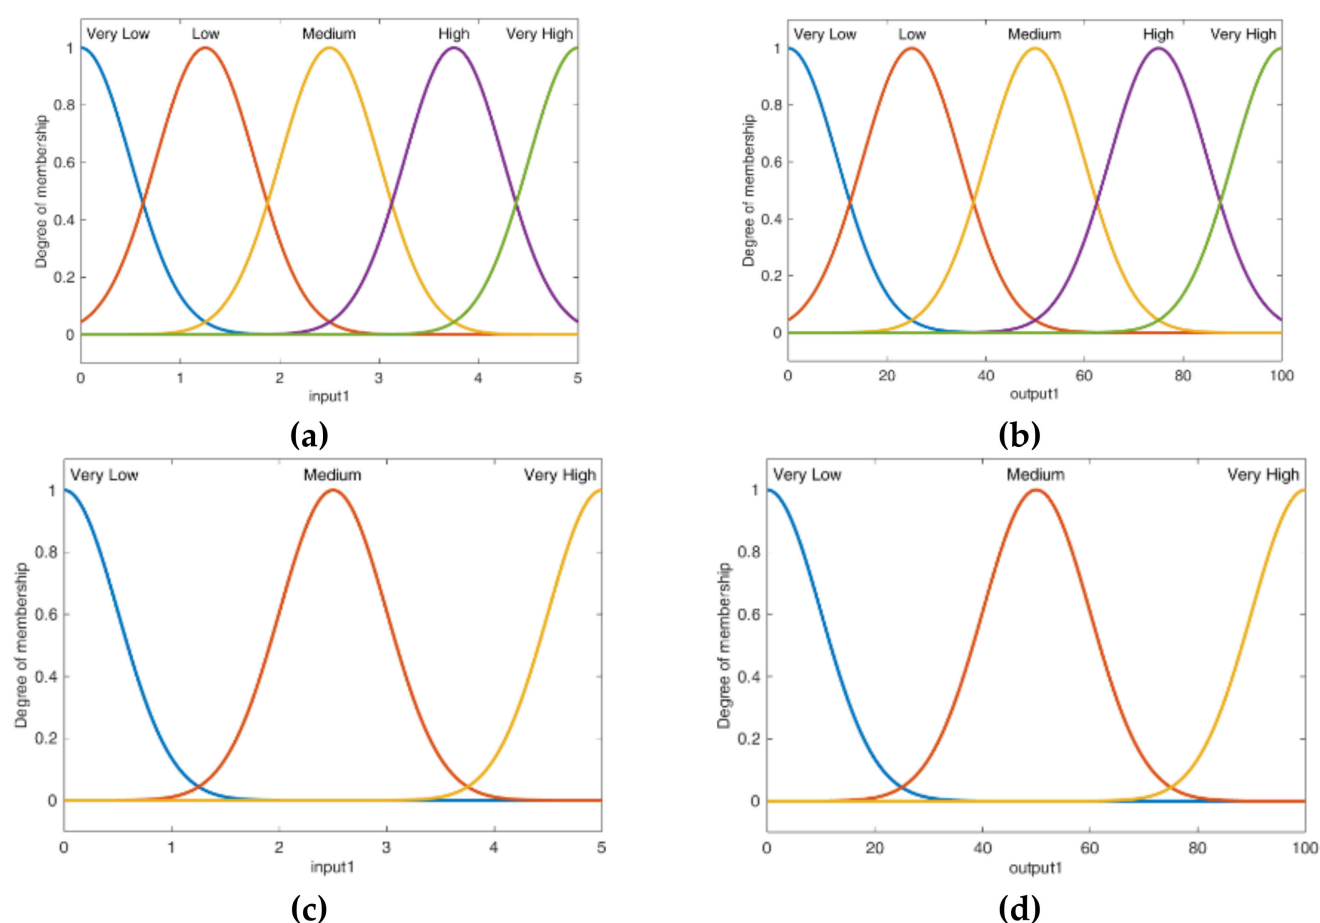 Very Low Low Medium High Very High
1
0.8
0.6
0.4
0.2
0
Degree of membership
0 1 2 3 4 5
input1
(a)
Very Low Low Medium High Very High
1
0.8
0.6
0.4
0.2
0
Degree of membership
0 20 40 60 80 100
output1
(b)
Very Low Medium Very High
1
0.8
0.6
0.4
0.2
0
Degree of membership
0 1 2 3 4 5
input1
(c)
Very Low Medium Very High
1
0.8
0.6
0.4
0.2
0
Degree of membership
0 20 40 60 80 100
output1
(d)